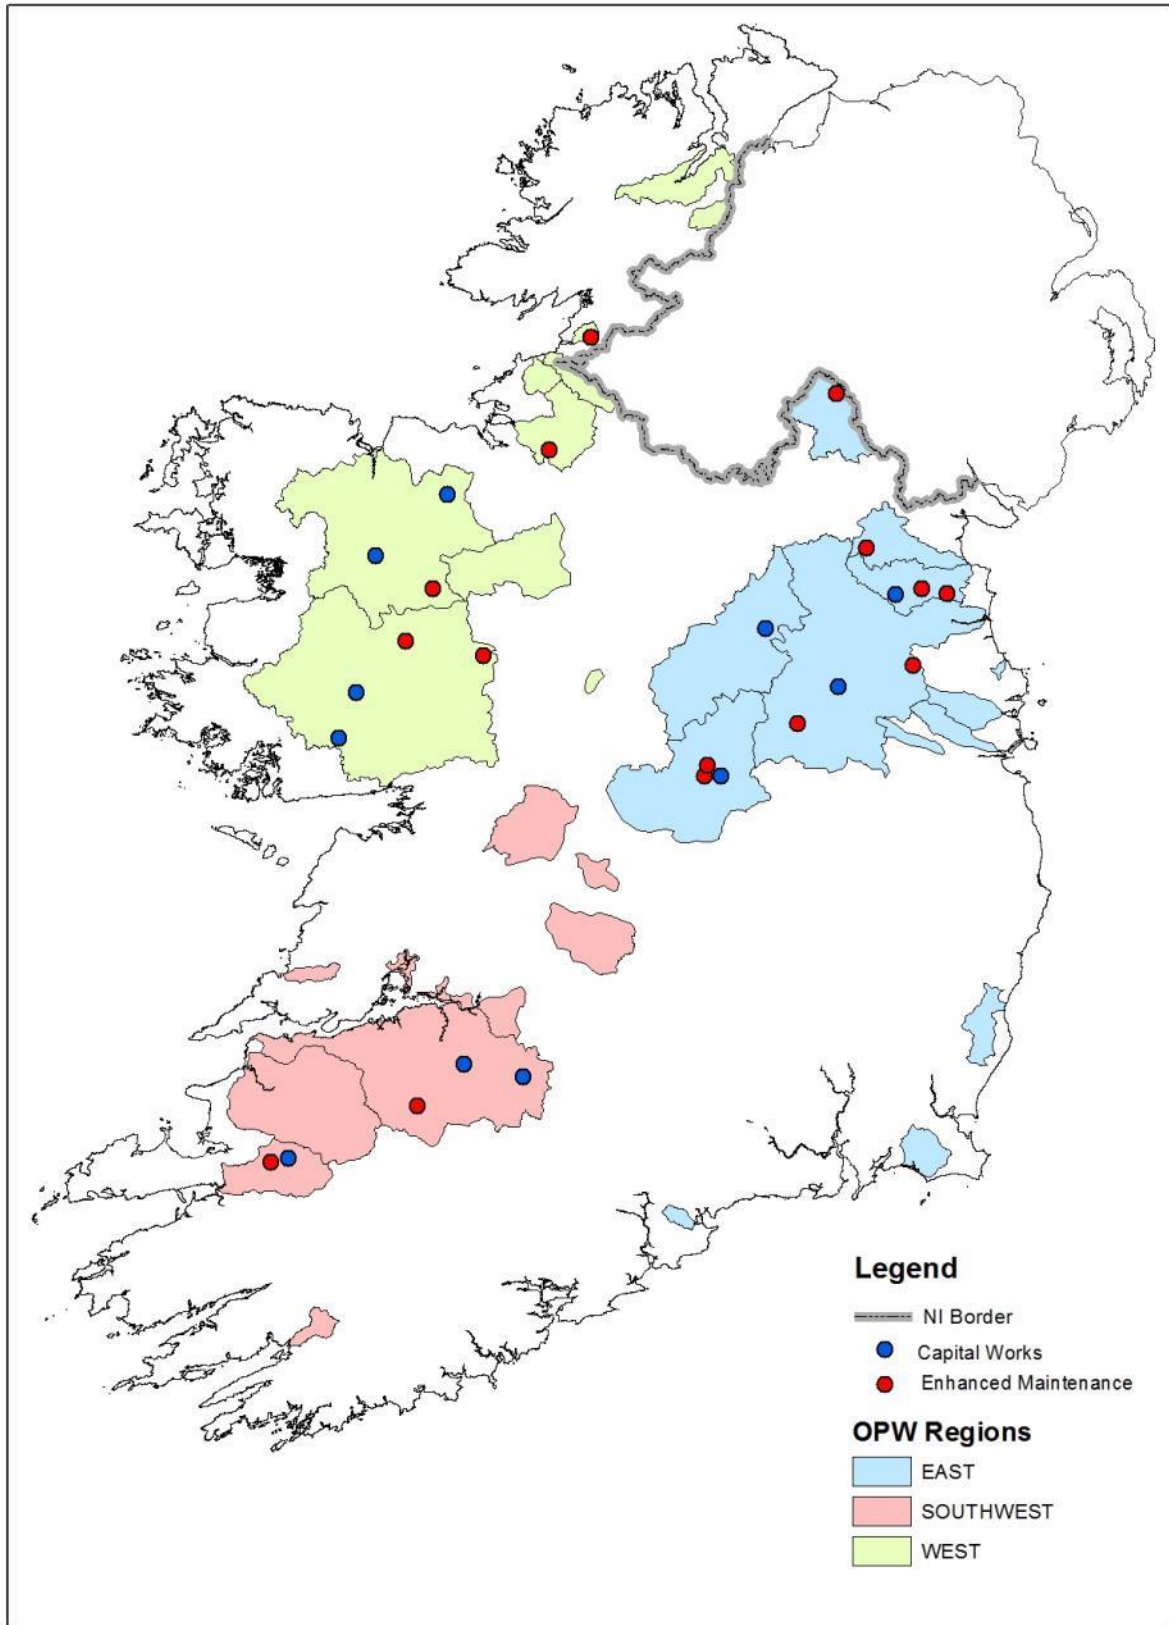 Legend
NI Border
Capital Works
Enhanced Maintenance
OPW Regions
EAST
SOUTHWEST
WEST